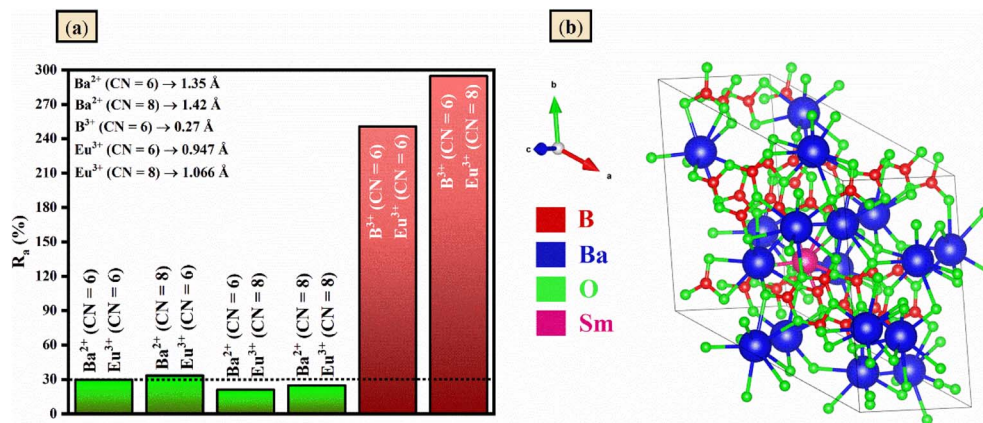 (a)
Ba²⁺ (CN = 6) → 1.35 Å
Ba²⁺ (CN = 8) → 1.42 Å
B³⁺ (CN = 6) → 0.27 Å
Eu³⁺ (CN = 6) → 0.947 Å
Eu³⁺ (CN = 8) → 1.066 Å
Rₐ (%)
300
270
240
210
180
150
120
90
60
30
0
Ba²⁺ (CN = 6)
Eu³⁺ (CN = 6)
Ba²⁺ (CN = 8)
Eu³⁺ (CN = 6)
Ba²⁺ (CN = 6)
Eu³⁺ (CN = 8)
Ba²⁺ (CN = 8)
Eu³⁺ (CN = 8)
B³⁺ (CN = 6)
Eu³⁺ (CN = 6)
B³⁺ (CN = 6)
Eu³⁺ (CN = 8)
(b)
b
c
a
B
Ba
O
Sm